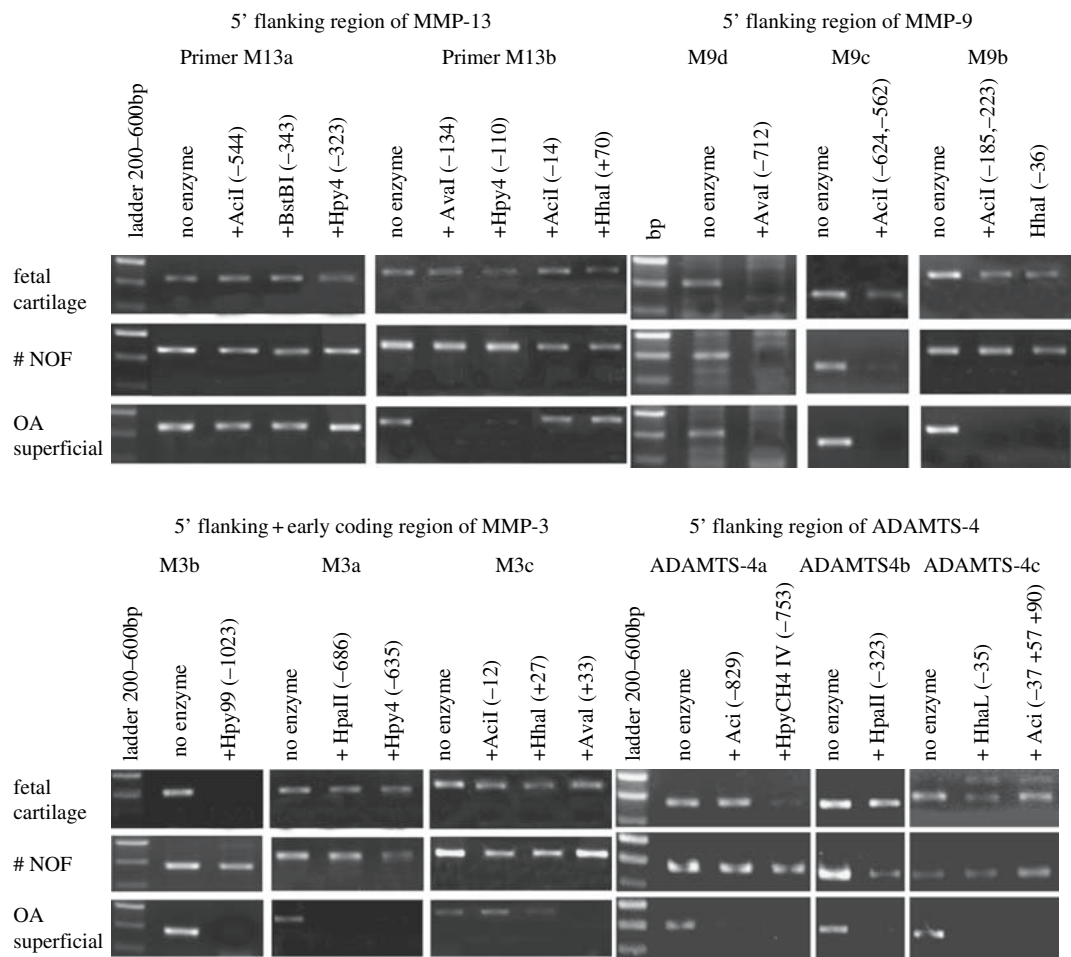 5' flanking region of MMP-13
5' flanking region of MMP-9
Primer M13a
Primer M13b
M9d
M9c
M9b
ladder 200–600bp
no enzyme
+AciI (–544)
+BstBI (–343)
+Hpy4 (–323)
no enzyme
+ AvaI (–134)
+Hpy4 (–110)
+AciI (–14)
+HhaI (+70)
bp
no enzyme
+AvaI (–712)
no enzyme
+AciI (–624,–562)
no enzyme
+AciI (–185,–223)
HhaI (–36)
fetal
cartilage
# NOF
OA
superficial
5' flanking + early coding region of MMP-3
5' flanking region of ADAMTS-4
M3b
M3a
M3c
ADAMTS-4a
ADAMTS4b
ADAMTS-4c
ladder 200–600bp
no enzyme
+Hpy99 (–1023)
no enzyme
+ HpaII (–686)
+Hpy4 (–635)
no enzyme
+AciI (–12)
+HhaI (+27)
+AvaI (+33)
ladder 200–600bp
no enzyme
+ Aci (–829)
+HpyCH4 IV (–753)
no enzyme
+ HpaII (–323)
no enzyme
+ HhaL (–35)
+ Aci (–37 +57 +90)
fetal
cartilage
# NOF
OA
superficial